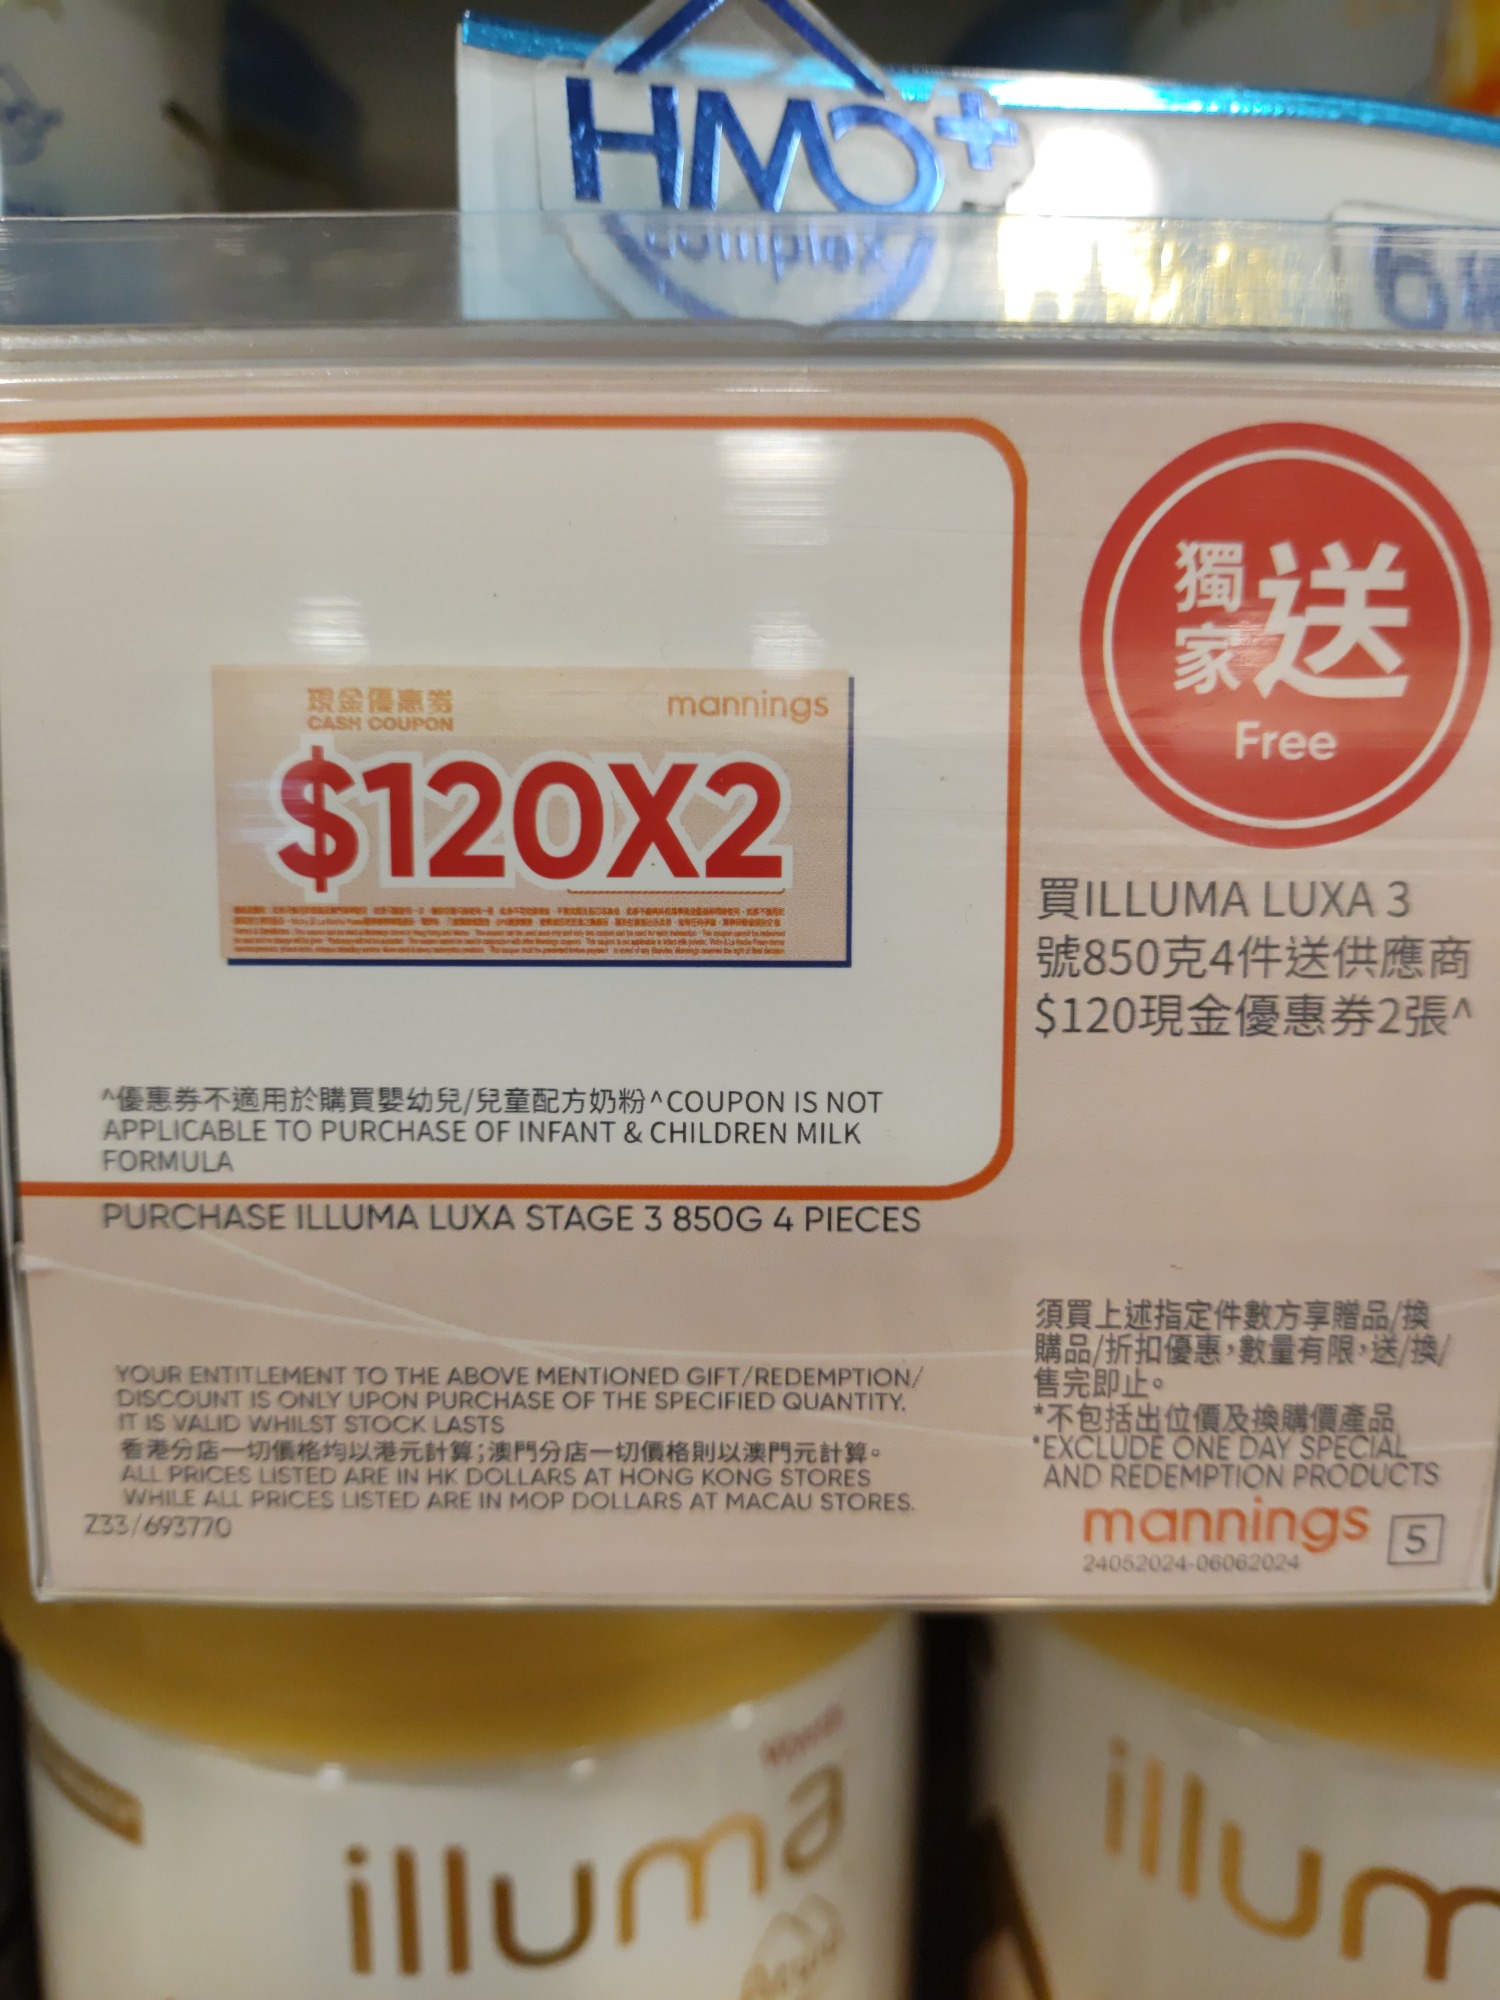 HMO+
complex
獨家送
Free
現金優惠券
CASH COUPON
mannings
$120X2
買ILLUMA LUXA 3
號850克4件送供應商
$120現金優惠券2張^
^優惠券不適用於購買嬰幼兒/兒童配方奶粉^COUPON IS NOT
APPLICABLE TO PURCHASE OF INFANT & CHILDREN MILK
FORMULA
PURCHASE ILLUMA LUXA STAGE 3 850G 4 PIECES
YOUR ENTITLEMENT TO THE ABOVE MENTIONED GIFT/REDEMPTION/
DISCOUNT IS ONLY UPON PURCHASE OF THE SPECIFIED QUANTITY.
IT IS VALID WHILST STOCK LASTS
香港分店一切價格均以港元計算;澳門分店一切價格則以澳門元計算。
ALL PRICES LISTED ARE IN HK DOLLARS AT HONG KONG STORES
WHILE ALL PRICES LISTED ARE IN MOP DOLLARS AT MACAU STORES.
Z33/693770
須買上述指定件數方享贈品/換
購品/折扣優惠,數量有限,送/換/
售完即止。
*不包括出位價及換購價產品
*EXCLUDE ONE DAY SPECIAL
AND REDEMPTION PRODUCTS
mannings 5
24052024-06062024
illuma
illum